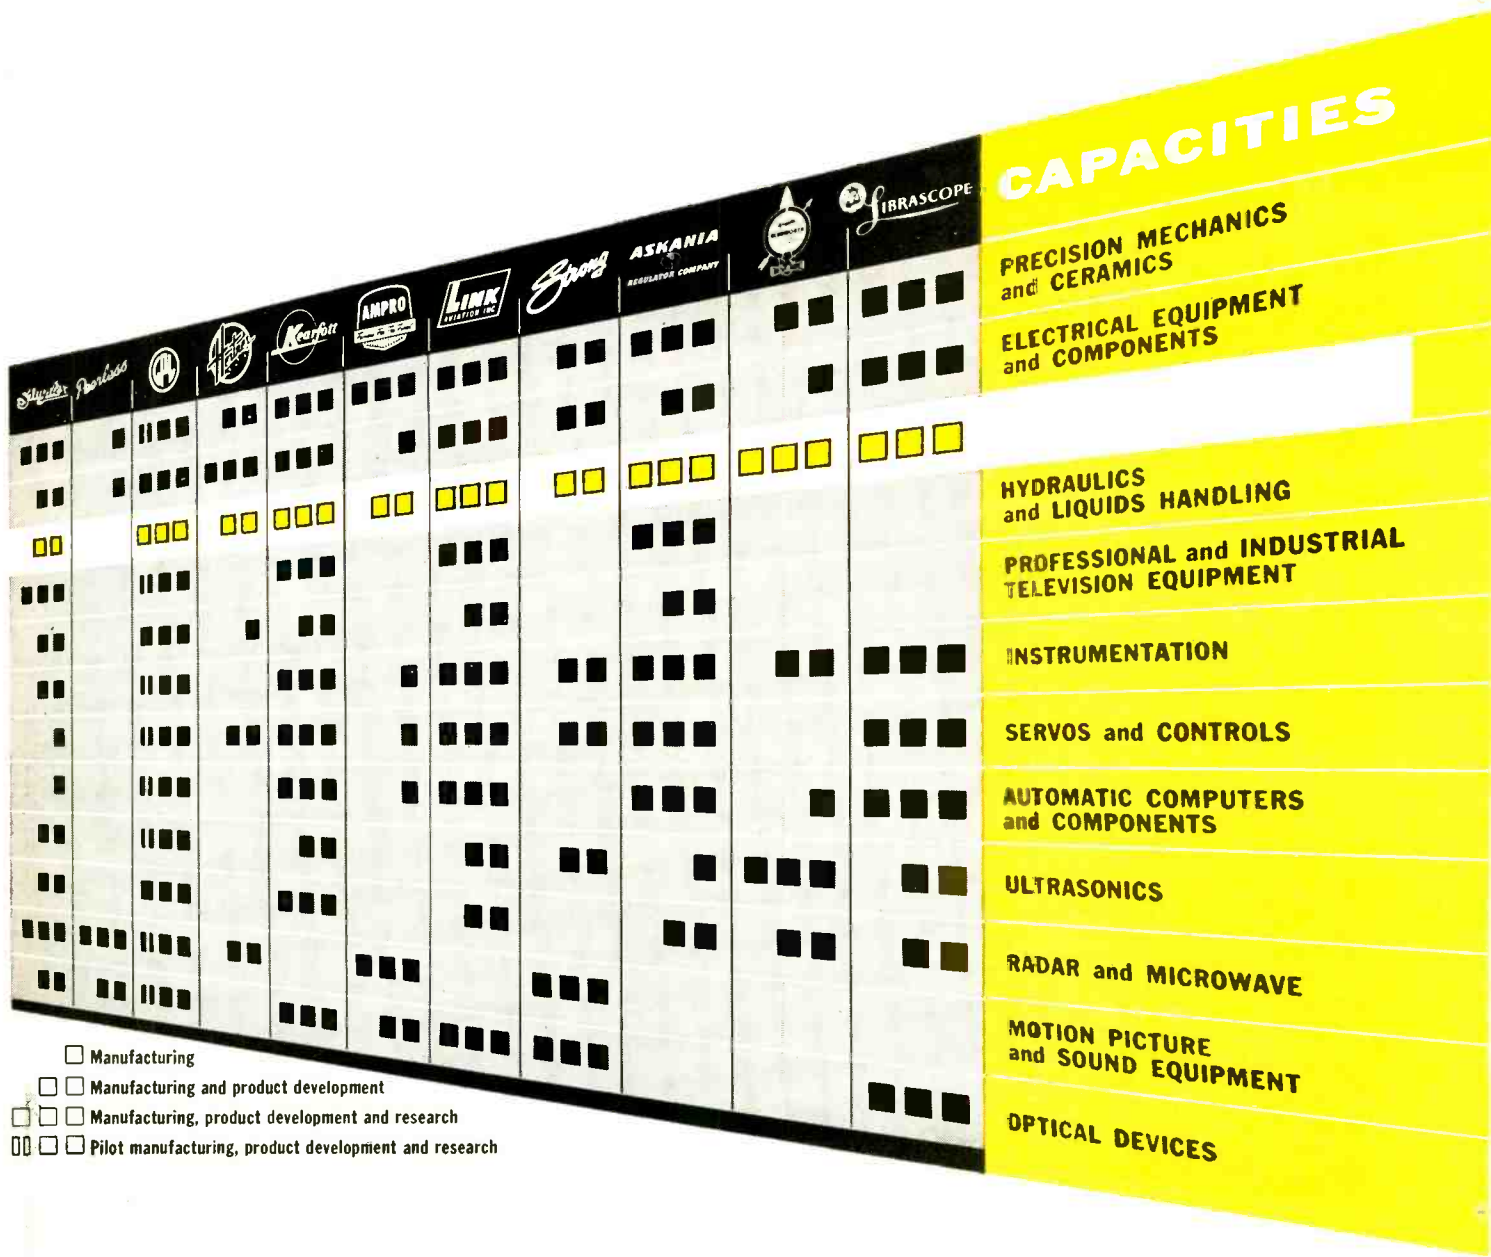 CAPACITIES
Peerless
Kearfott
AMPRO
LINK
AVIATION INC
Strong
ASKANIA
REGULATOR COMPANY
LIBRASCOPE
PRECISION MECHANICS
and CERAMICS
ELECTRICAL EQUIPMENT
and COMPONENTS
HYDRAULICS
and LIQUIDS HANDLING
PROFESSIONAL and INDUSTRIAL
TELEVISION EQUIPMENT
INSTRUMENTATION
SERVOS and CONTROLS
AUTOMATIC COMPUTERS
and COMPONENTS
ULTRASONICS
RADAR and MICROWAVE
MOTION PICTURE
and SOUND EQUIPMENT
OPTICAL DEVICES
Manufacturing
Manufacturing and product development
Manufacturing, product development and research
Pilot manufacturing, product development and research